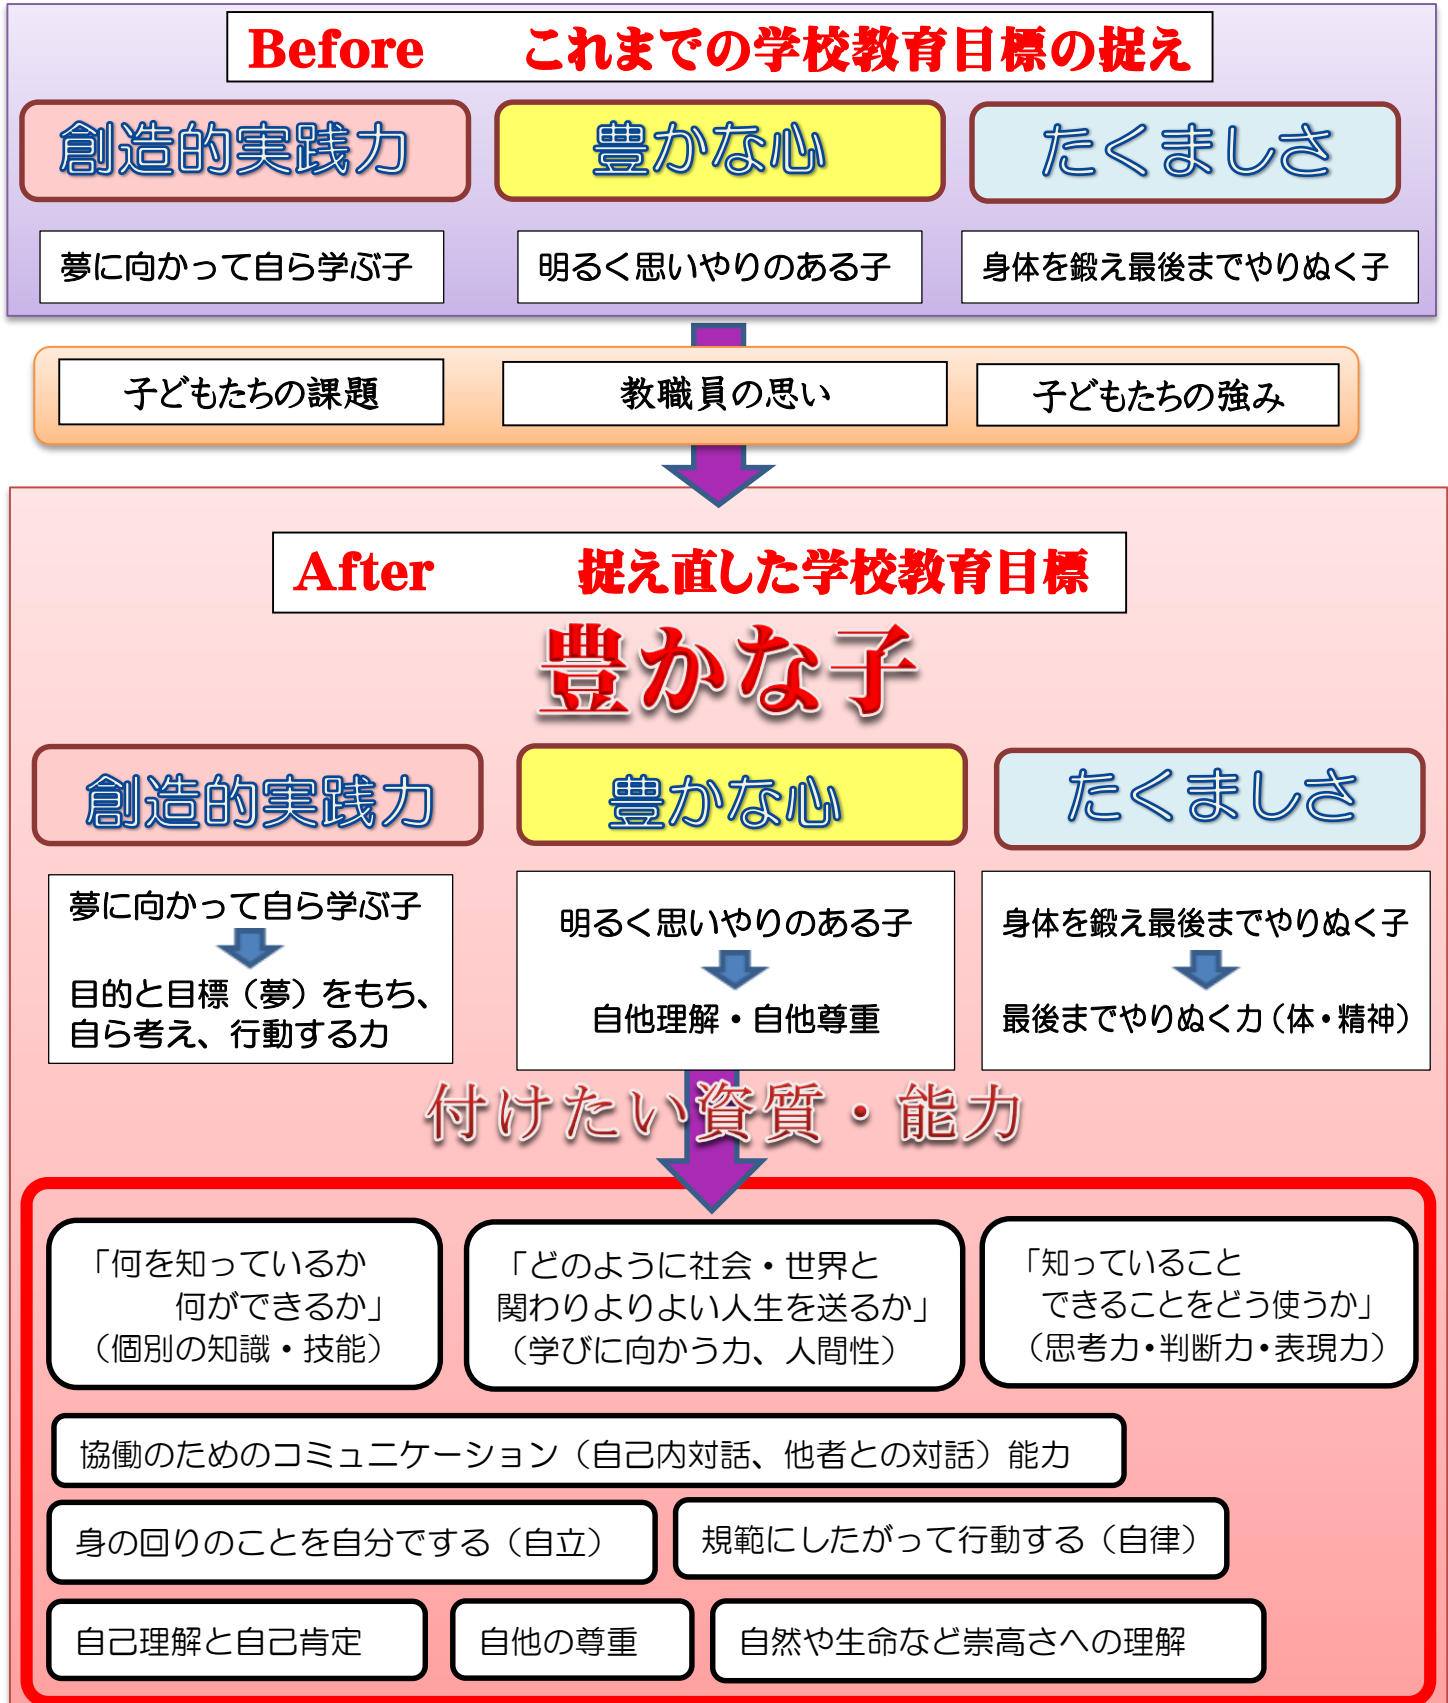 Before　これまでの学校教育目標の捉え
創造的実践力
豊かな心
たくましさ
夢に向かって自ら学ぶ子
明るく思いやりのある子
身体を鍛え最後までやりぬく子
子どもたちの課題
教職員の思い
子どもたちの強み
After　捉え直した学校教育目標
豊かな子
創造的実践力
豊かな心
たくましさ
夢に向かって自ら学ぶ子
目的と目標（夢）をもち、
自ら考え、行動する力
明るく思いやりのある子
自他理解・自他尊重
身体を鍛え最後までやりぬく子
最後までやりぬく力（体・精神）
付けたい資質・能力
「何を知っているか
何ができるか」
（個別の知識・技能）
「どのように社会・世界と
関わりよりよい人生を送るか」
（学びに向かう力、人間性）
「知っていること
できることをどう使うか」
（思考力・判断力・表現力）
協働のためのコミュニケーション（自己内対話、他者との対話）能力
身の回りのことを自分でする（自立）
規範にしたがって行動する（自律）
自己理解と自己肯定
自他の尊重
自然や生命など崇高さへの理解